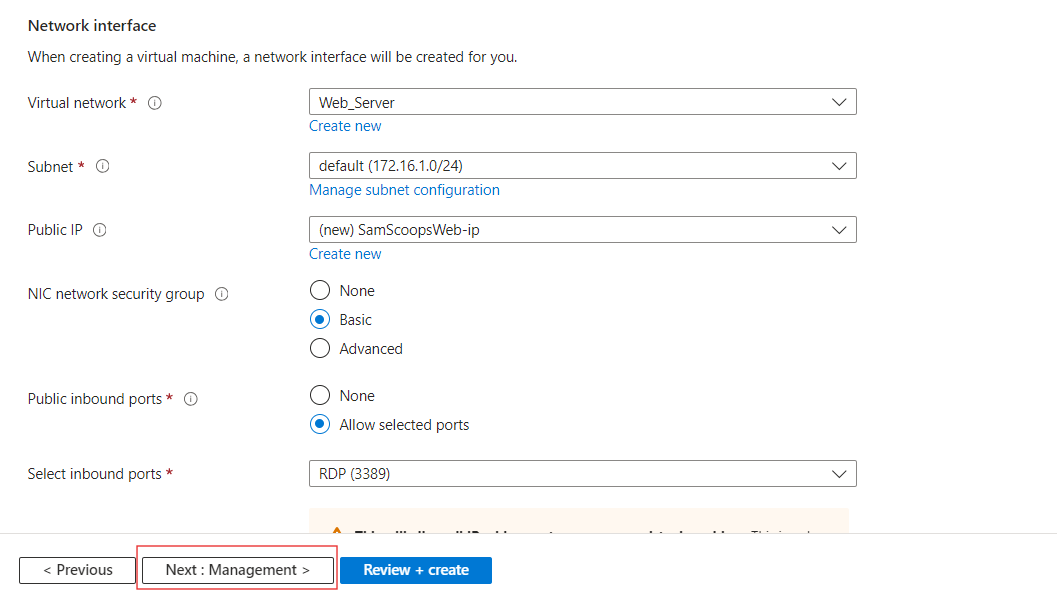 Network interface
When creating a virtual machine, a network interface will be created for you.
Virtual network *
Web_Server
Create new
Subnet *
default (172.16.1.0/24)
Manage subnet configuration
Public IP
(new) SamScoopsWeb-ip
Create new
NIC network security group
None
Basic
Advanced
Public inbound ports *
None
Allow selected ports
Select inbound ports *
RDP (3389)
< Previous
Next : Management >
Review + create